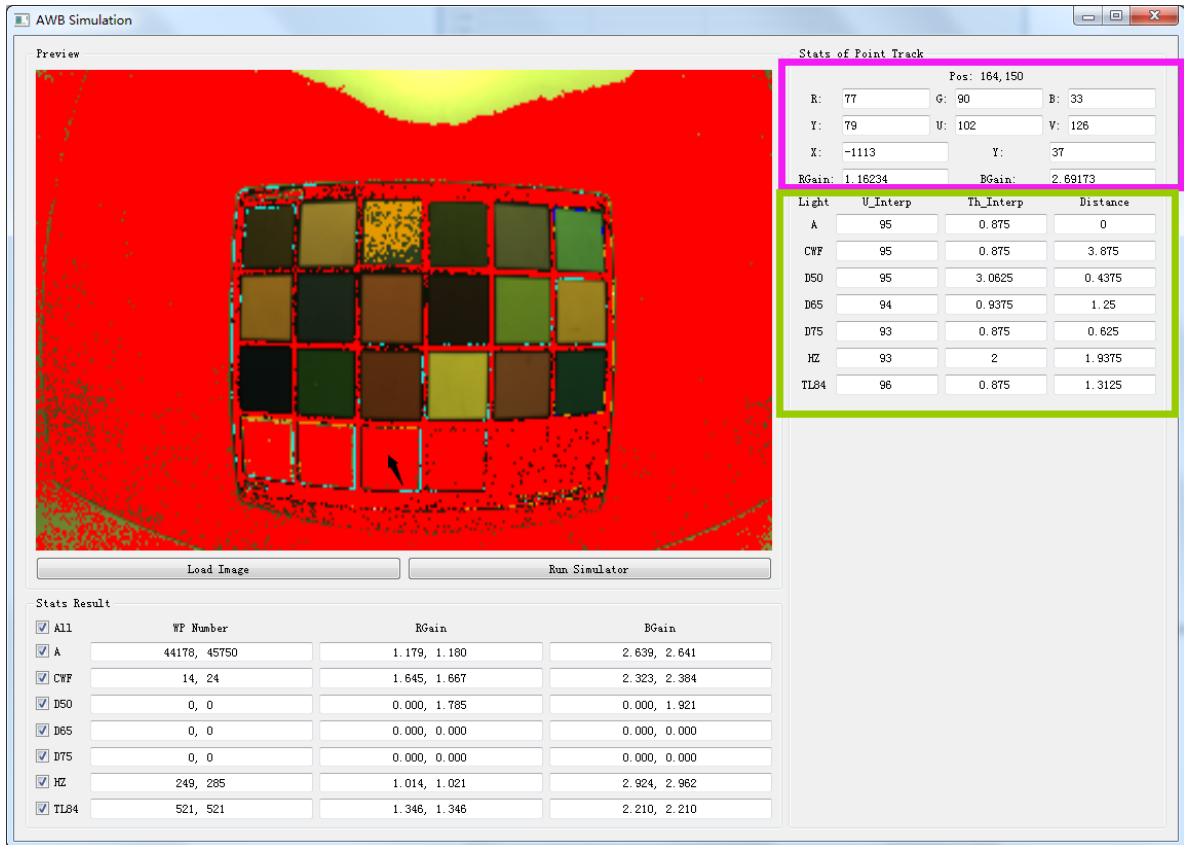 AWB Simulation
Preview
Load Image Run Simulator
Stats Result
All WP Number RGain BGain
A 44178, 45750 1.179, 1.180 2.639, 2.641
CWF 14, 24 1.645, 1.667 2.323, 2.384
D50 0, 0 0.000, 1.785 0.000, 1.921
D65 0, 0 0.000, 0.000 0.000, 0.000
D75 0, 0 0.000, 0.000 0.000, 0.000
HZ 249, 285 1.014, 1.021 2.924, 2.962
TL84 521, 521 1.346, 1.346 2.210, 2.210
Stats of Point Track
Pos: 164,150
R: 77 G: 90 B: 33
Y: 79 U: 102 V: 126
X: -1113 Y: 37
RGain: 1.16234 BGain: 2.69173
Light U_Interp Th_Interp Distance
A 95 0.875 0
CWF 95 0.875 3.875
D50 95 3.0625 0.4375
D65 94 0.9375 1.25
D75 93 0.875 0.625
HZ 93 2 1.9375
TL84 96 0.875 1.3125